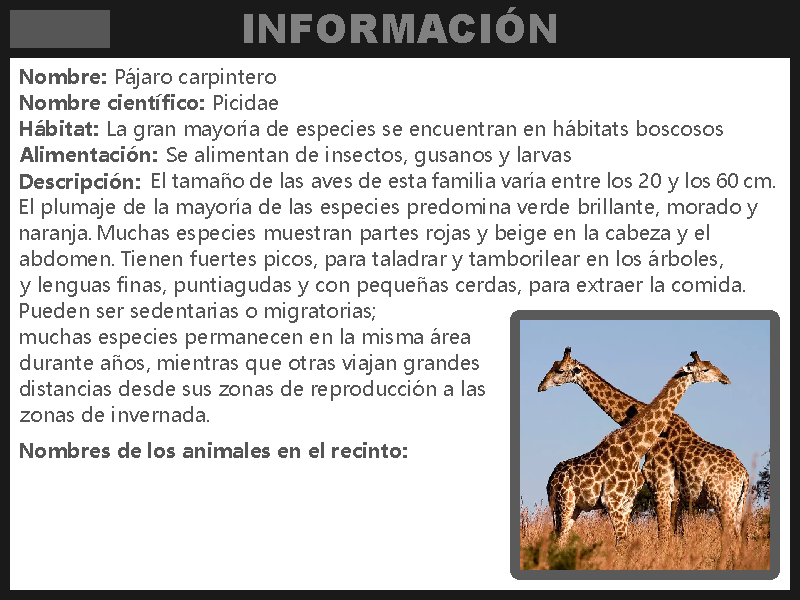 INFORMACIÓN
Nombre: Pájaro carpintero
Nombre científico: Picidae
Hábitat: La gran mayoría de especies se encuentran en hábitats boscosos
Alimentación: Se alimentan de insectos, gusanos y larvas
Descripción: El tamaño de las aves de esta familia varía entre los 20 y los 60 cm.
El plumaje de la mayoría de las especies predomina verde brillante, morado y
naranja. Muchas especies muestran partes rojas y beige en la cabeza y el
abdomen. Tienen fuertes picos, para taladrar y tamborilear en los árboles,
y lenguas finas, puntiagudas y con pequeñas cerdas, para extraer la comida.
Pueden ser sedentarias o migratorias;
muchas especies permanecen en la misma área
durante años, mientras que otras viajan grandes
distancias desde sus zonas de reproducción a las
zonas de invernada.
Nombres de los animales en el recinto: